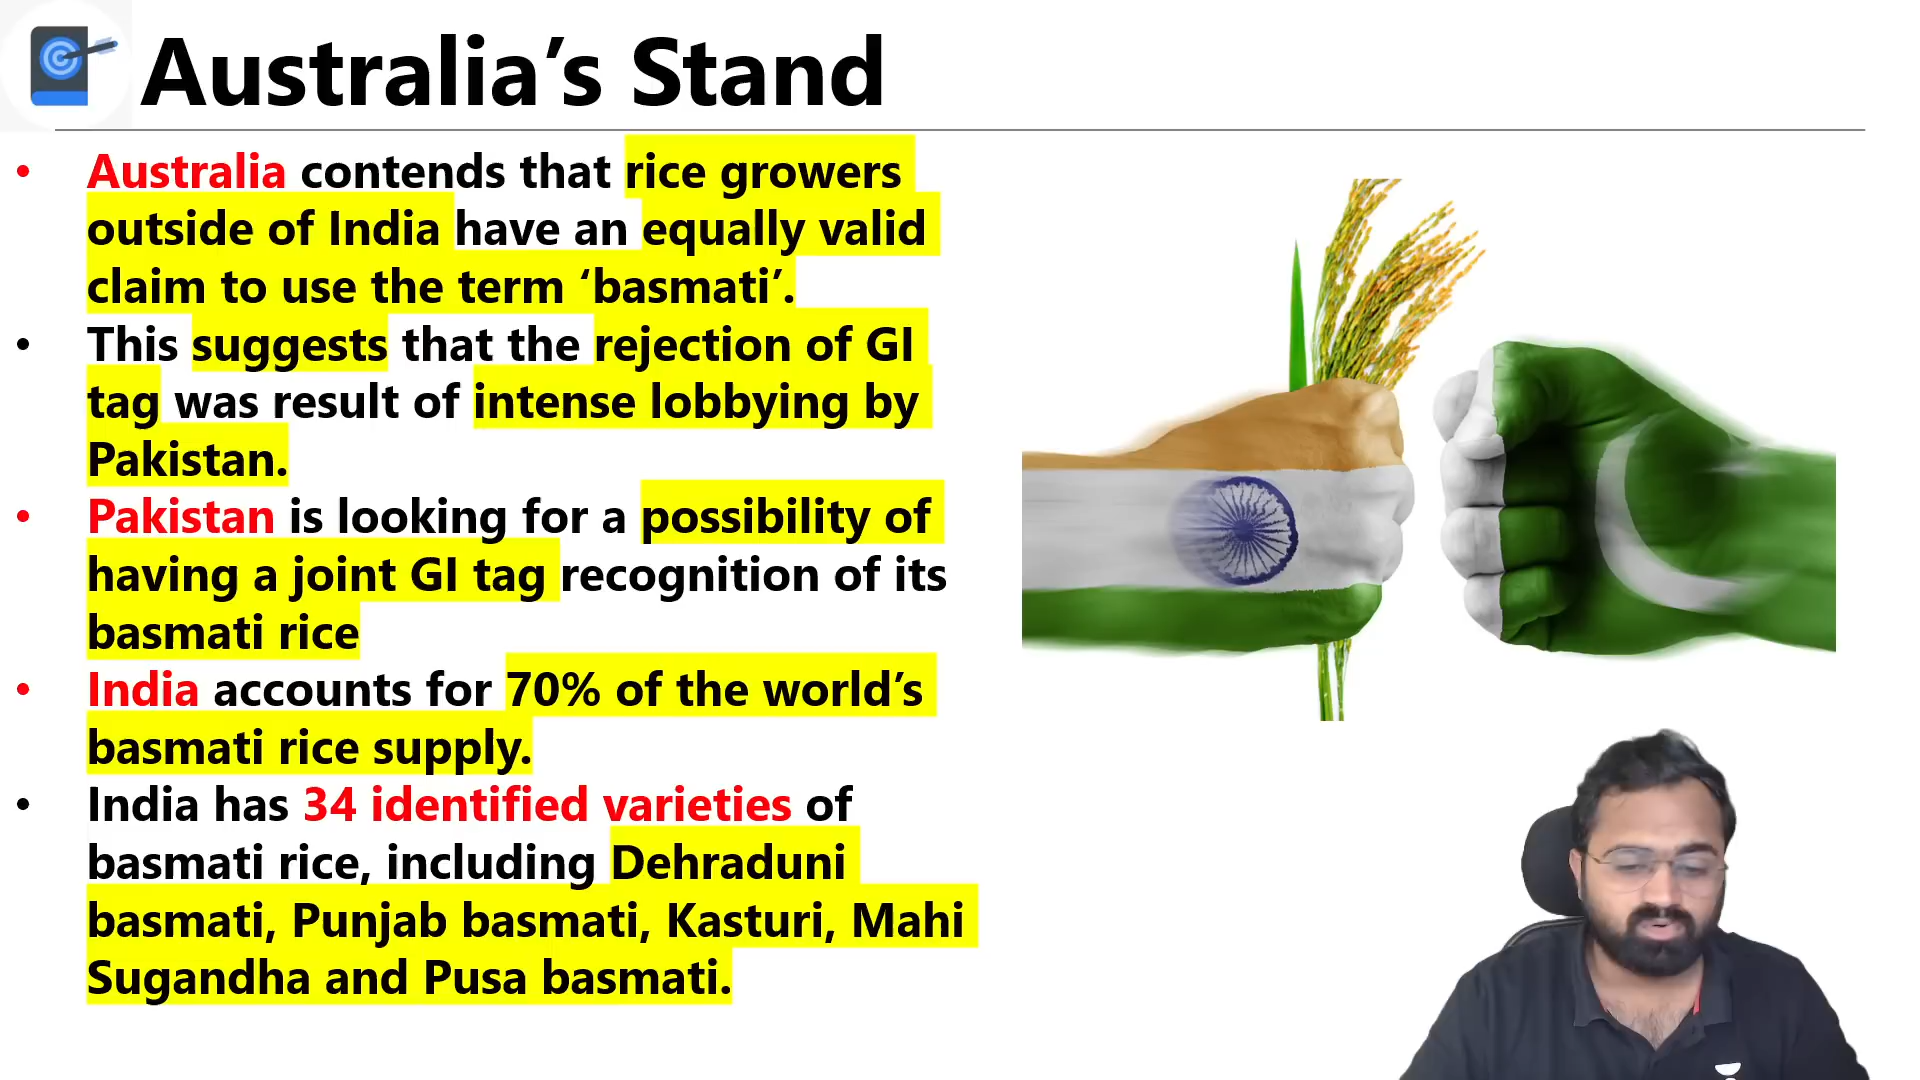 Australia’s Stand
• Australia contends that rice growers
outside of India have an equally valid
claim to use the term ‘basmati’.
• This suggests that the rejection of GI
tag was result of intense lobbying by
Pakistan.
• Pakistan is looking for a possibility of
having a joint GI tag recognition of its
basmati rice
• India accounts for 70% of the world’s
basmati rice supply.
• India has 34 identified varieties of
basmati rice, including Dehraduni
basmati, Punjab basmati, Kasturi, Mahi
Sugandha and Pusa basmati.